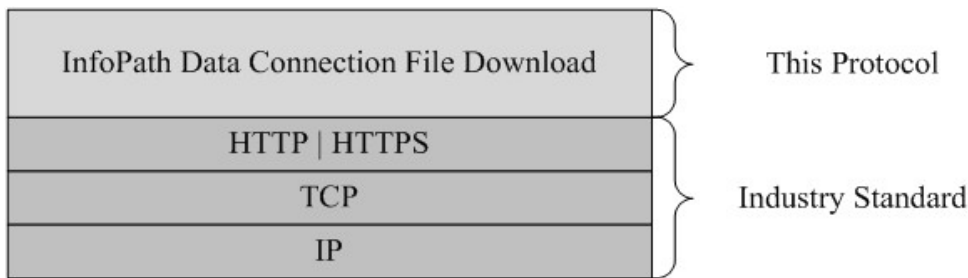 InfoPath Data Connection File Download
This Protocol
HTTP | HTTPS
TCP
Industry Standard
IP